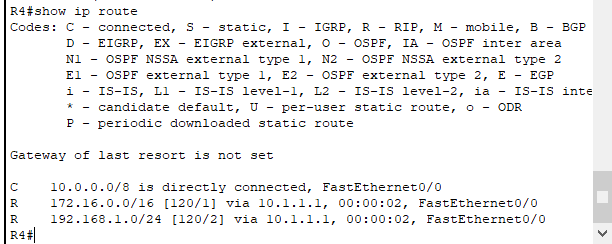 R4#show ip route
Codes: C - connected, S - static, I - IGRP, R - RIP, M - mobile, B - BGP
D - EIGRP, EX - EIGRP external, O - OSPF, IA - OSPF inter area
N1 - OSPF NSSA external type 1, N2 - OSPF NSSA external type 2
E1 - OSPF external type 1, E2 - OSPF external type 2, E - EGP
i - IS-IS, L1 - IS-IS level-1, L2 - IS-IS level-2, ia - IS-IS inte
* - candidate default, U - per-user static route, o - ODR
P - periodic downloaded static route
Gateway of last resort is not set
C 10.0.0.0/8 is directly connected, FastEthernet0/0
R 172.16.0.0/16 [120/1] via 10.1.1.1, 00:00:02, FastEthernet0/0
R 192.168.1.0/24 [120/2] via 10.1.1.1, 00:00:02, FastEthernet0/0
R4#